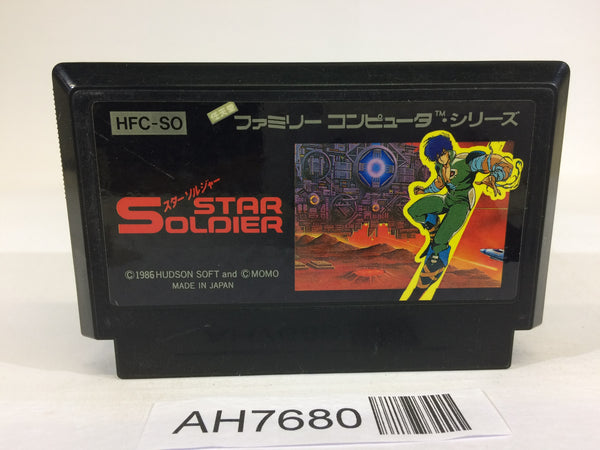 HFC-SO
ファミリー コンピュータ™・シリーズ
スターソルジャー
STAR
SOLDIER
©1986 HUDSON SOFT and © MOMO
MADE IN JAPAN
AH7680